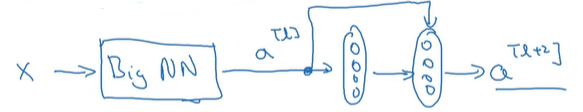 X → Big NN → a^[l] → → a^[l+2]